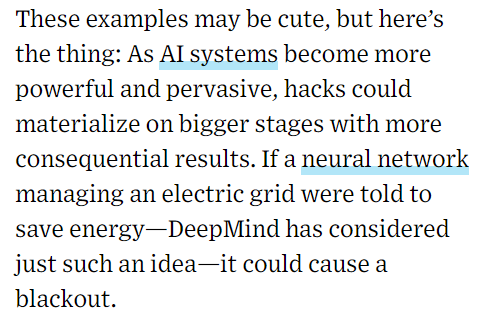 These examples may be cute, but here’s
the thing: As AI systems become more
powerful and pervasive, hacks could
materialize on bigger stages with more
consequential results. If a neural network
managing an electric grid were told to
save energy—DeepMind has considered
just such an idea—it could cause a
blackout.